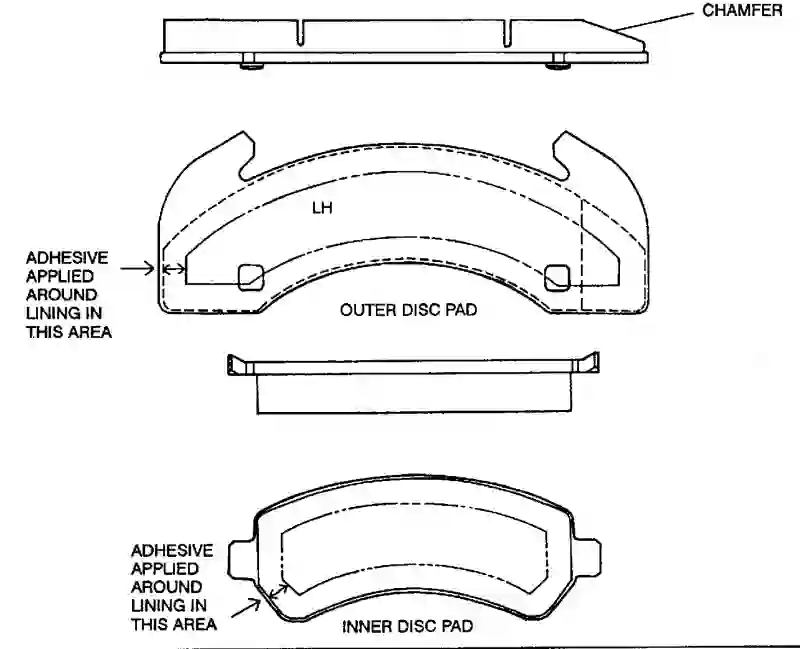 CHAMFER
LH
ADHESIVE
APPLIED
AROUND
LINING IN
THIS AREA
OUTER DISC PAD
ADHESIVE
APPLIED
AROUND
LINING IN
THIS AREA
INNER DISC PAD